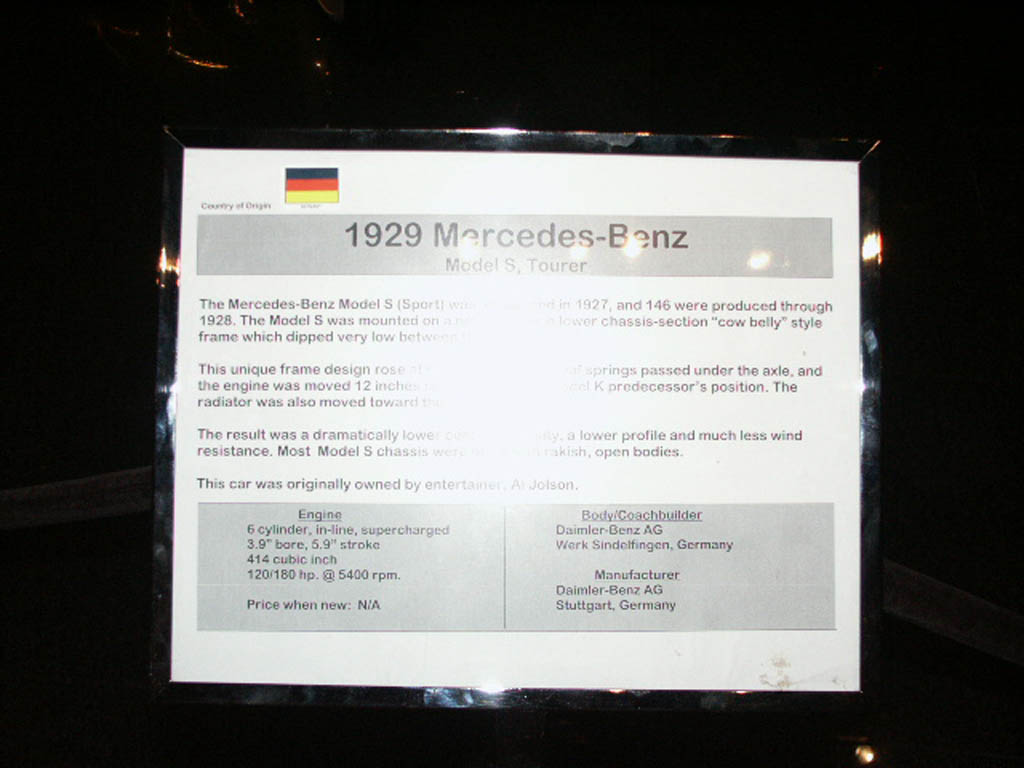 Country of Origin
1929 Mercedes-Benz
Model S, Tourer
The Mercedes-Benz Model S (Sport) was in 1927, and 146 were produced through
1928. The Model S was mounted on a lower chassis-section "cow belly" style
frame which dipped very low between
This unique frame design rose springs passed under the axle, and
the engine was moved 12 inches K predecessor's position. The
radiator was also moved toward the
The result was a dramatically lower a lower profile and much less wind
resistance. Most Model S chassis were rakish, open bodies.
This car was originally owned by entertainer, Al Jolson.
Engine
6 cylinder, in-line, supercharged
3.9" bore, 5.9" stroke
414 cubic inch
120/180 hp. @ 5400 rpm.
Price when new: N/A
Body/Coachbuilder
Daimler-Benz AG
Werk Sindelfingen, Germany
Manufacturer
Daimler-Benz AG
Stuttgart, Germany